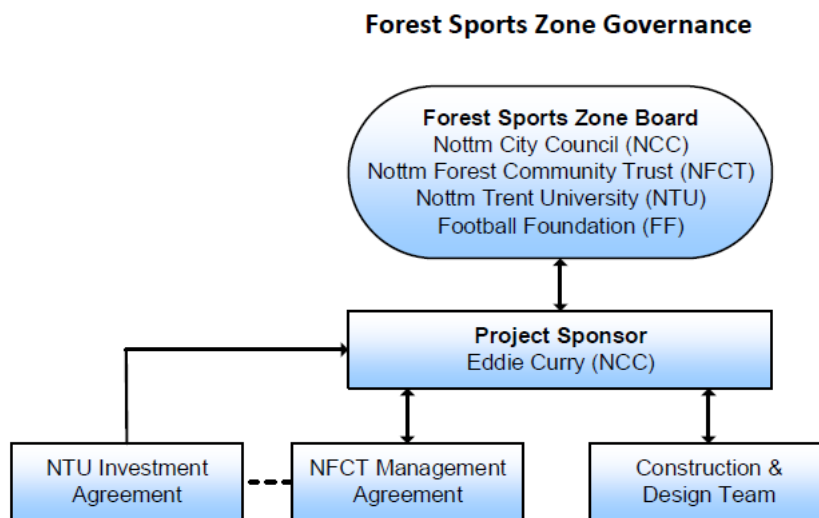 Forest Sports Zone Governance
Forest Sports Zone Board
Nottm City Council (NCC)
Nottm Forest Community Trust (NFCT)
Nottm Trent University (NTU)
Football Foundation (FF)
Project Sponsor
Eddie Curry (NCC)
NTU Investment
Agreement
NFCT Management
Agreement
Construction &
Design Team